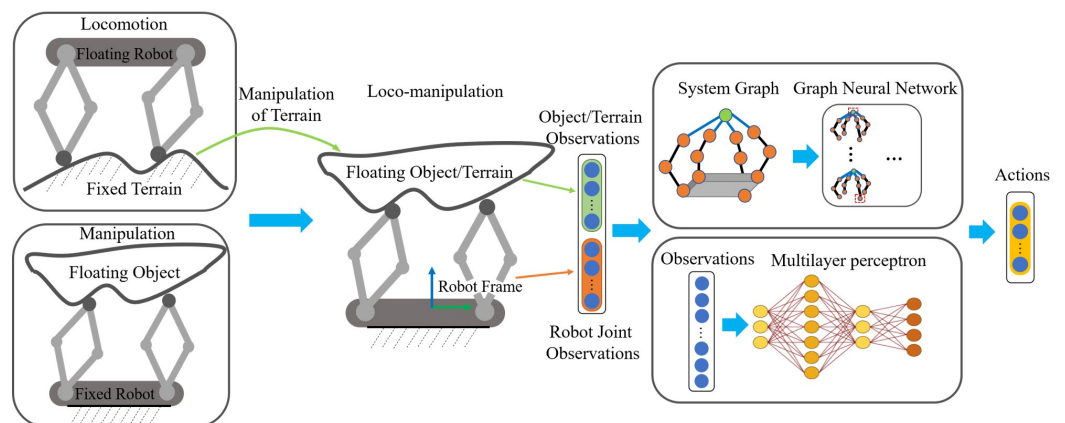 Locomotion
Floating Robot
Fixed Terrain
Manipulation
Floating Object
Fixed Robot
Manipulation
of Terrain
Loco-manipulation
Floating Object/Terrain
Robot Frame
Object/Terrain
Observations
Robot Joint
Observations
System Graph
Graph Neural Network
Observations
Multilayer perceptron
Actions